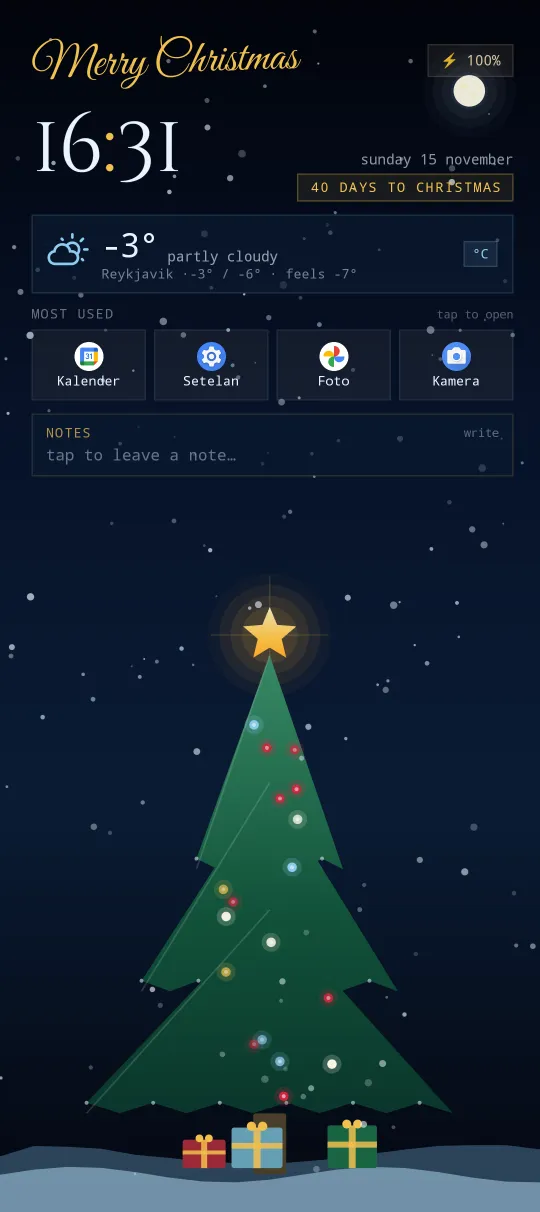 Merry Christmas
⚡ 100%
16:31
sunday 15 november
40 DAYS TO CHRISTMAS
-3° partly cloudy
°C
Reykjavik ·-3° / -6° · feels -7°
MOST USED
tap to open
31
Kalender
Setelan
Foto
Kamera
NOTES
write
tap to leave a note…